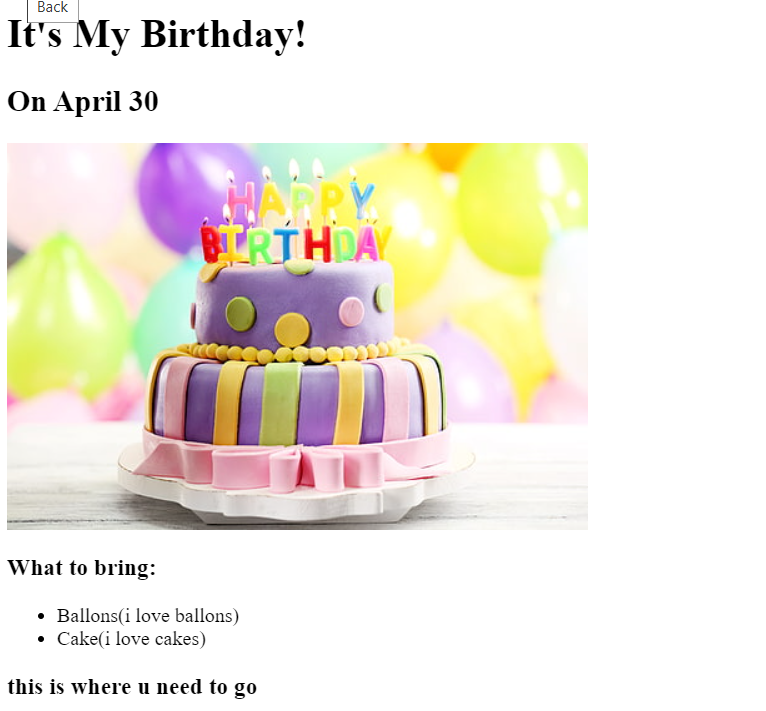 Back
It's My Birthday!
On April 30
HAPPY
BIRTHDAY
What to bring:
Ballons(i love ballons)
Cake(i love cakes)
this is where u need to go